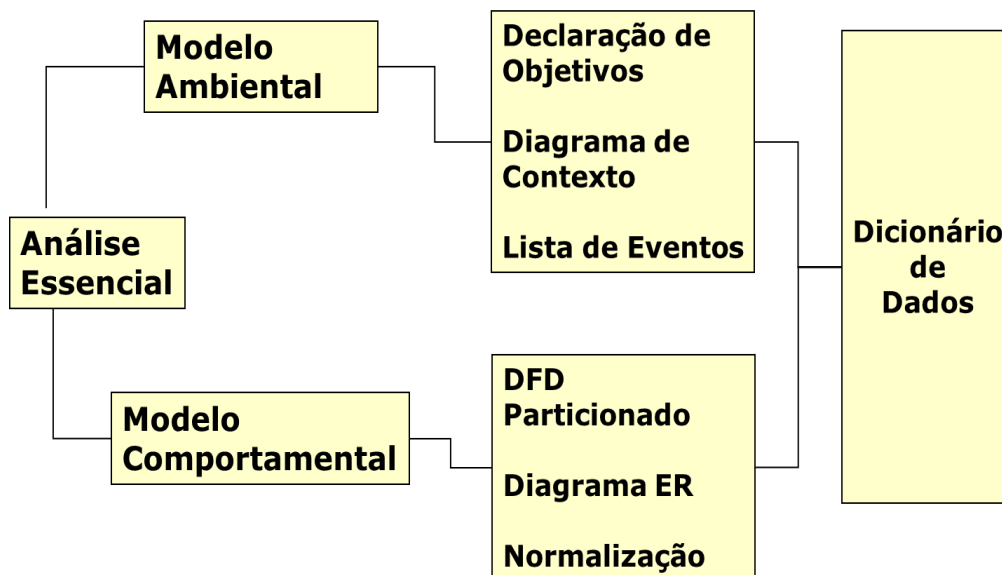 Modelo
Ambiental
Declaração de
Objetivos
Diagrama de
Contexto
Lista de Eventos
Análise
Essencial
Dicionário
de
Dados
Modelo
Comportamental
DFD
Particionado
Diagrama ER
Normalização